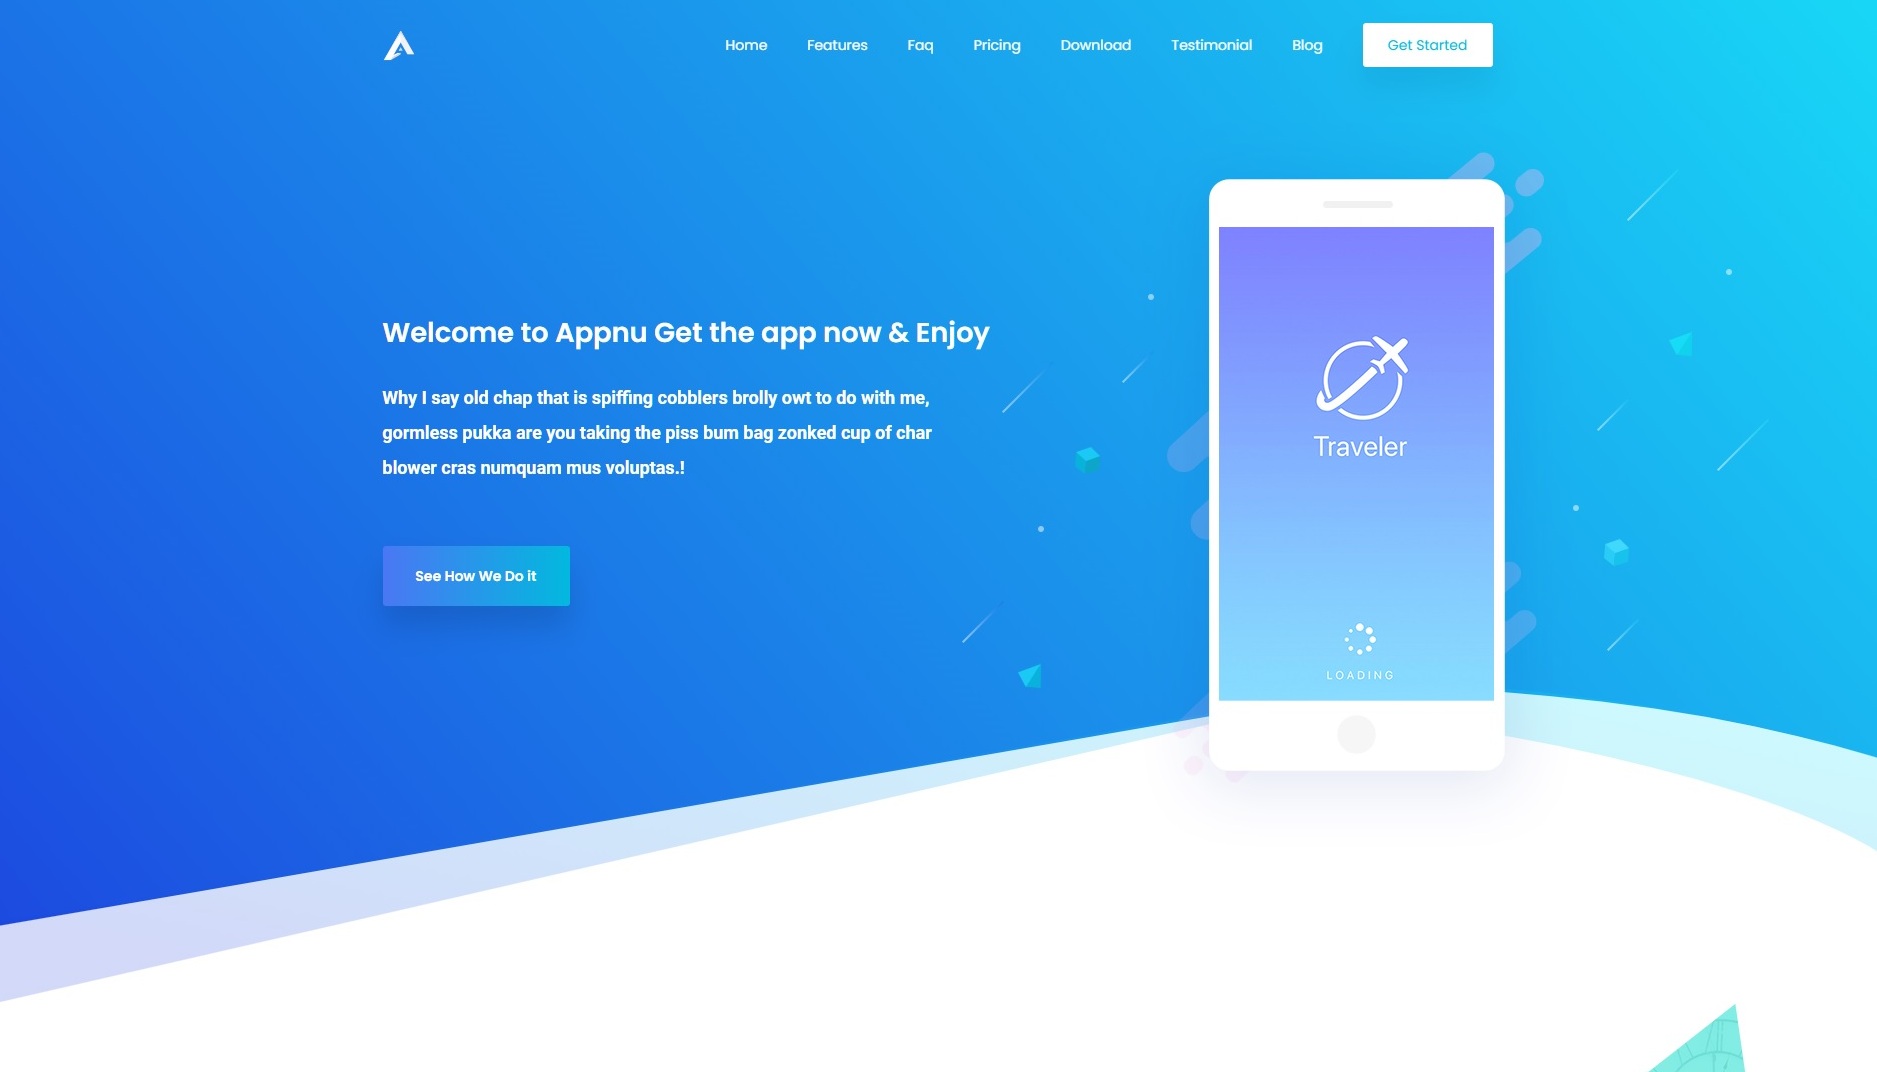 Home Features Faq Pricing Download Testimonial Blog Get Started
Welcome to Appnu Get the app now & Enjoy
Why I say old chap that is spiffing cobblers brolly owt to do with me,
gormless pukka are you taking the piss bum bag zonked cup of char
blower cras numquam mus voluptas.!
See How We Do it
Traveler
LOADING